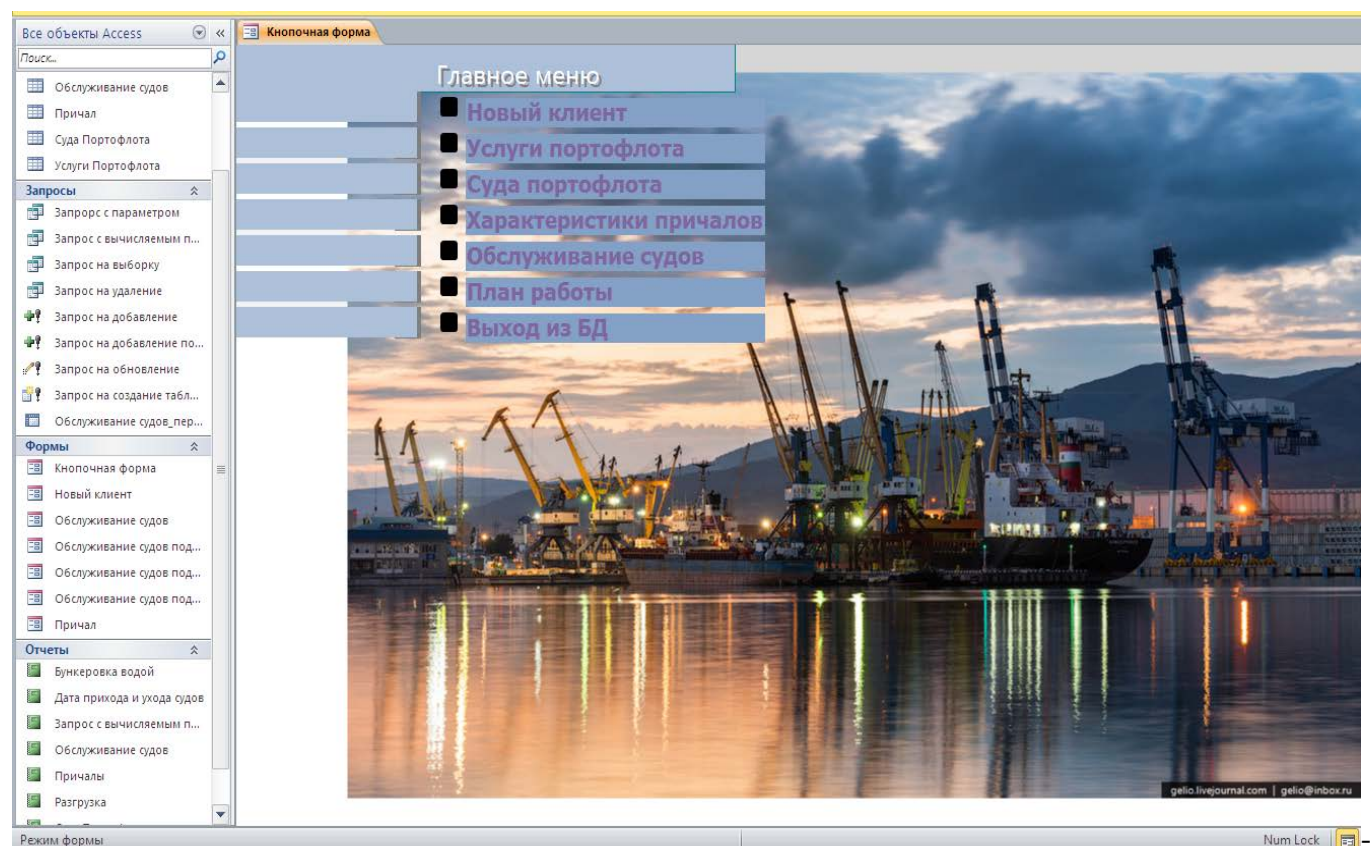 Все объекты Access
Поиск...
Обслуживание судов
Причал
Суда Портофлота
Услуги Портофлота
Запросы
Запрорс с параметром
Запрос с вычисляемым п...
Запрос на выборку
Запрос на удаление
Запрос на добавление
Запрос на добавление по...
Запрос на обновление
Запрос на создание табл...
Обслуживание судов_пер...
Формы
Кнопочная форма
Новый клиент
Обслуживание судов
Обслуживание судов под...
Обслуживание судов под...
Обслуживание судов под...
Причал
Отчеты
Бункеровка водой
Дата прихода и ухода судов
Запрос с вычисляемым п...
Обслуживание судов
Причалы
Разгрузка
Кнопочная форма
Главное меню
Новый клиент
Услуги портофлота
Суда портофлота
Характеристики причалов
Обслуживание судов
План работы
Выход из БД
gelio.livejournal.com | gelio@inbox.ru
Режим формы
Num Lock